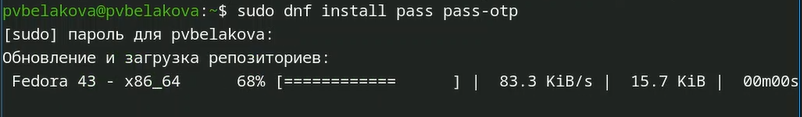 pvbelakova@pvbelakova:~$ sudo dnf install pass pass-otp
[sudo] пароль для pvbelakova:
Обновление и загрузка репозиториев:
Fedora 43 - x86_64      68% [============      ] |  83.3 KiB/s |  15.7 KiB |  00m00s